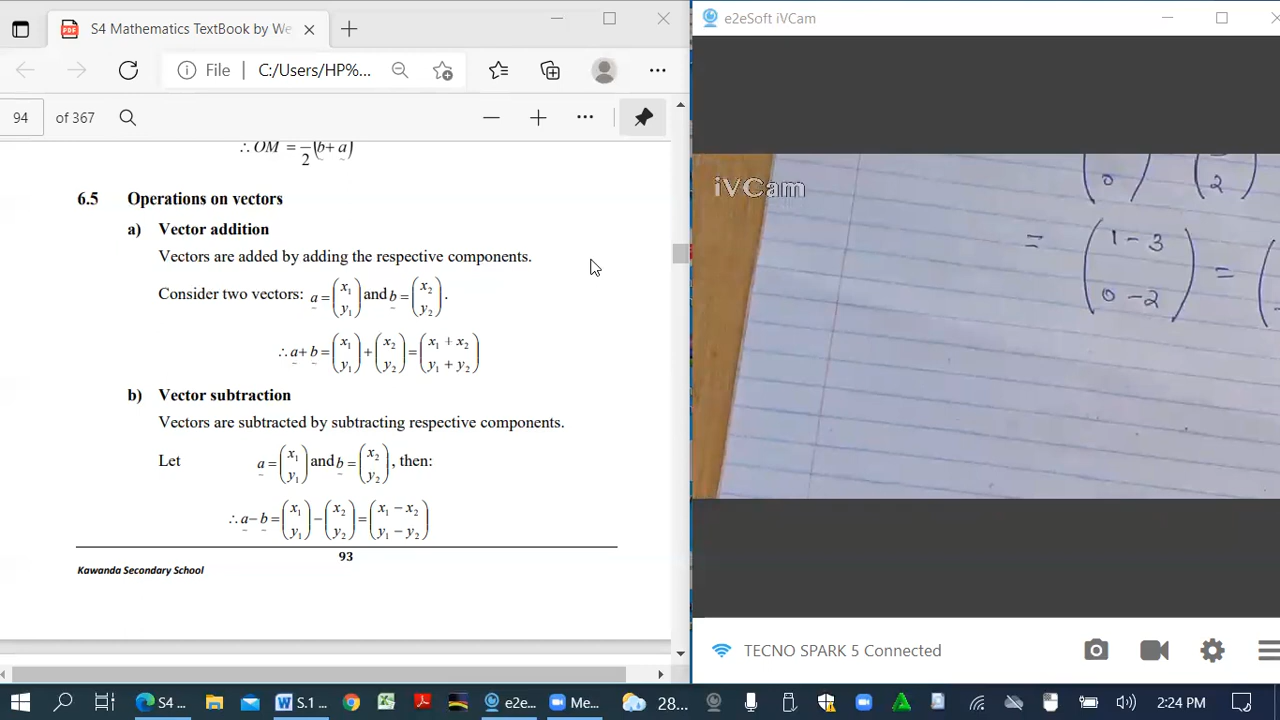 S4 Mathematics TextBook by We
File
C:/Users/HP%...
94 of 367
∴ OM = 1/2 (b + a)
6.5 Operations on vectors
a) Vector addition
Vectors are added by adding the respective components.
Consider two vectors: a = (x₁ y₁) and b = (x₂ y₂).
∴ a + b = (x₁ y₁) + (x₂ y₂) = (x₁ + x₂ y₁ + y₂)
b) Vector subtraction
Vectors are subtracted by subtracting respective components.
Let a = (x₁ y₁) and b = (x₂ y₂), then:
∴ a − b = (x₁ y₁) − (x₂ y₂) = (x₁ − x₂ y₁ − y₂)
93
Kawanda Secondary School
e2eSoft iVCam
iVCam
0 2
= (1 - 3 0 - 2) = (
TECNO SPARK 5 Connected
S4 ...
S.1 ...
e2e...
Me...
28...
2:24 PM